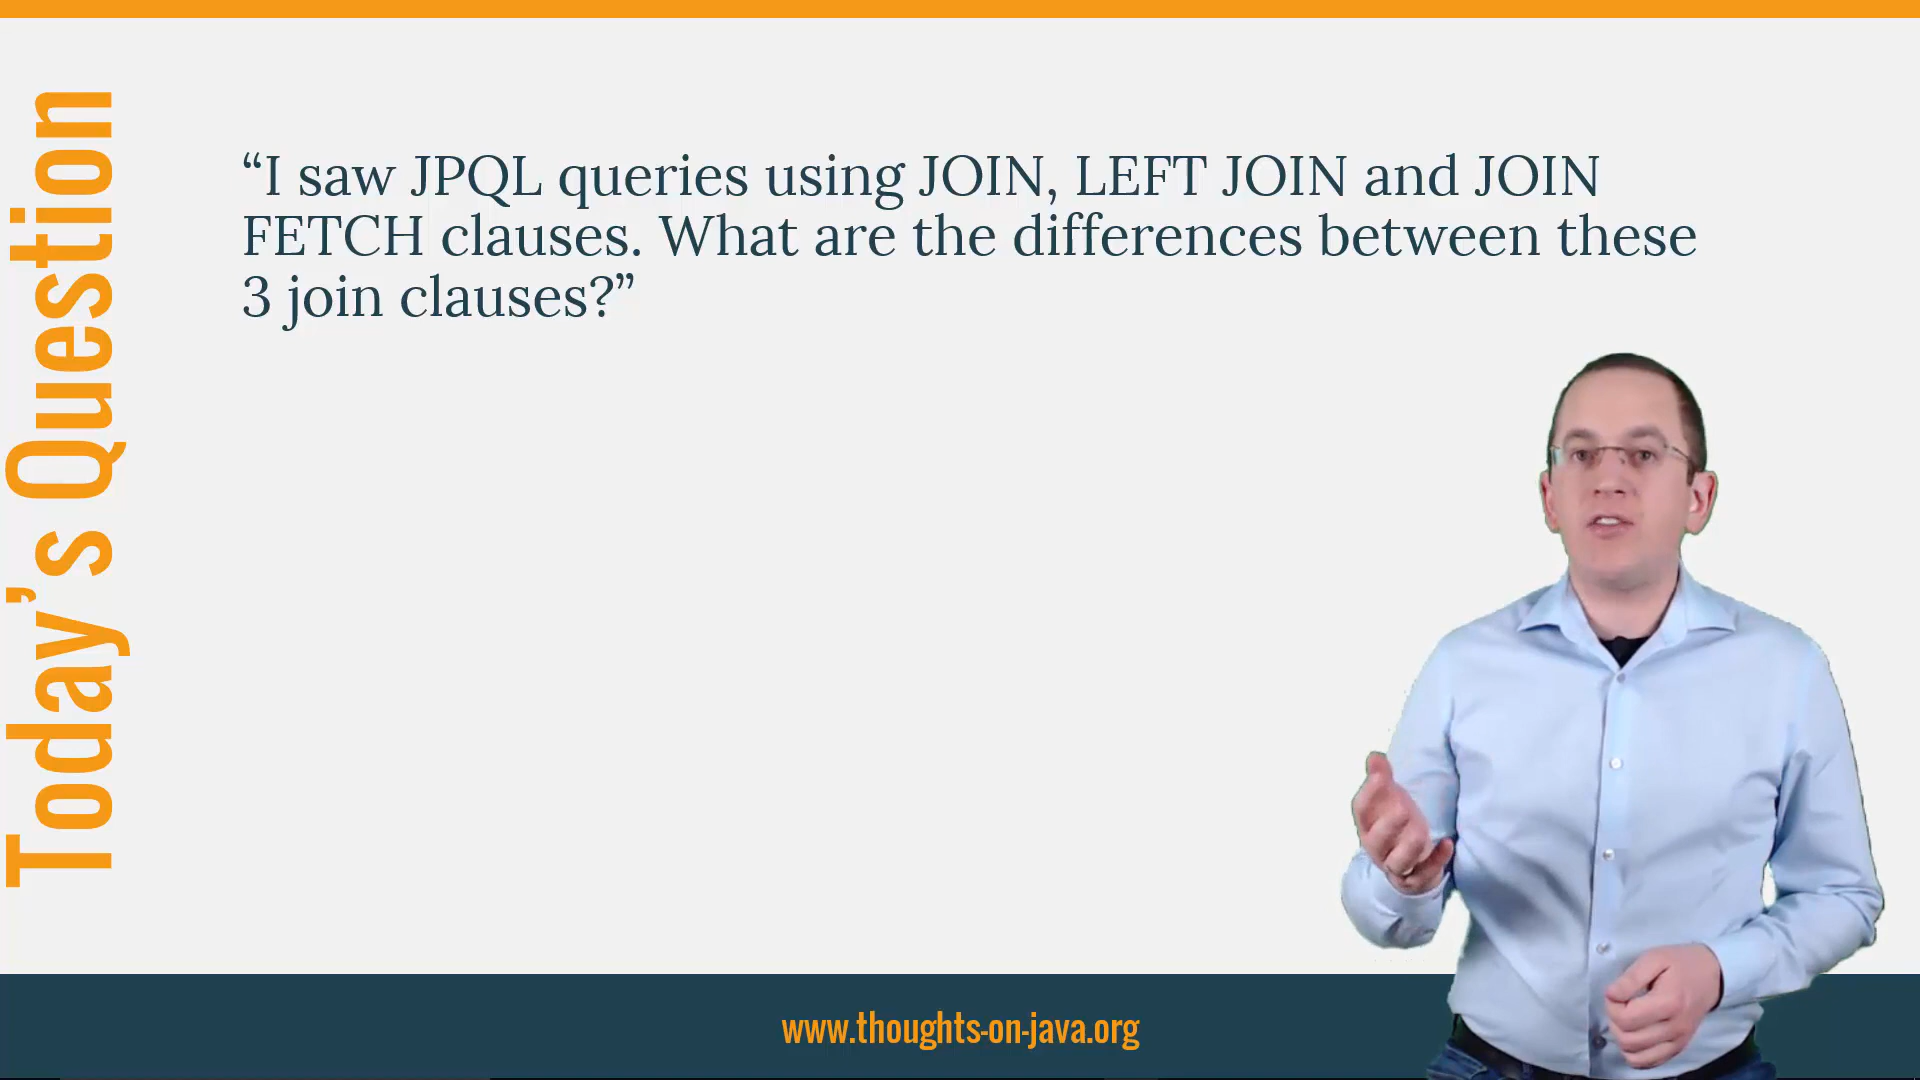 Today’s Question
“I saw JPQL queries using JOIN, LEFT JOIN and JOIN
FETCH clauses. What are the differences between these
3 join clauses?”
www.thoughts-on-java.org